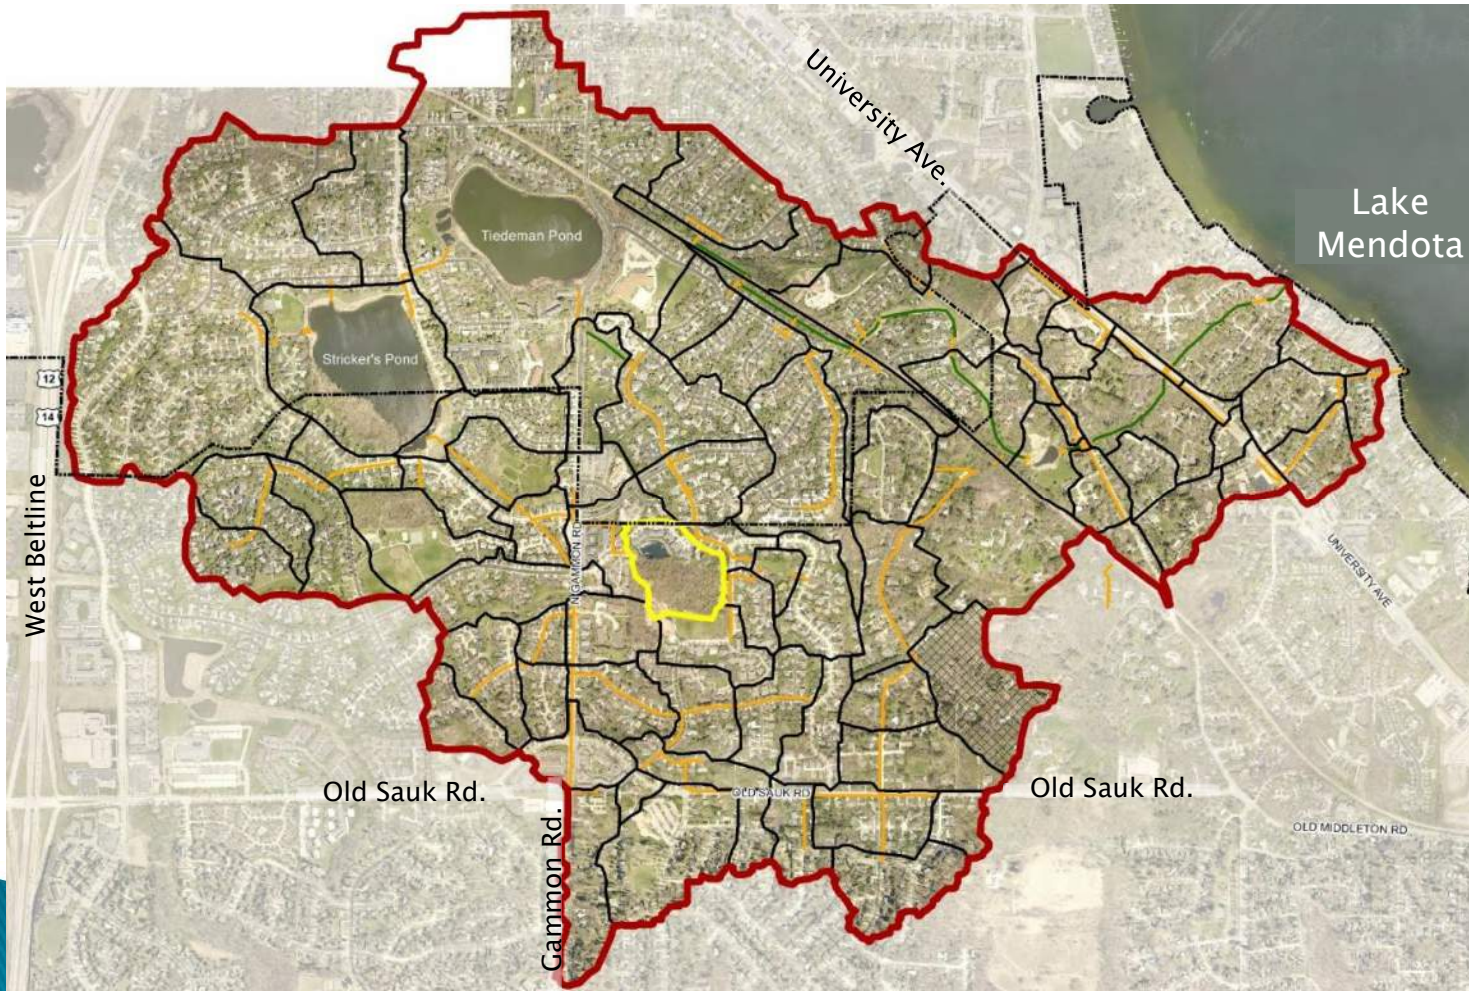 University Ave.
Lake
Mendota
Tiedeman Pond
Stricker's Pond
12
14
West Beltline
N GAMMON RD
UNIVERSITY AVE
Old Sauk Rd.
OLD SAUK RD
Old Sauk Rd.
OLD MIDDLETON RD
Gammon Rd.